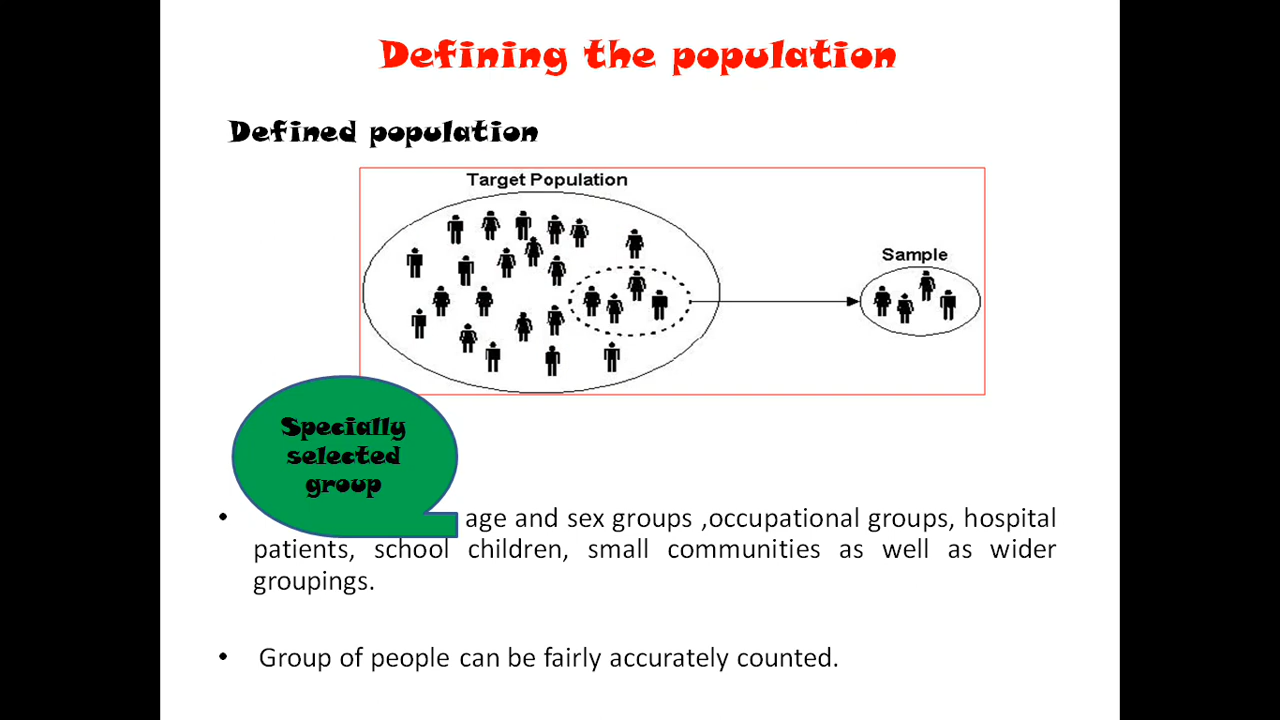 Defining the population
Defined population
Target Population
Sample
Specially
selected
group
• age and sex groups ,occupational groups, hospital
patients, school children, small communities as well as wider
groupings.
• Group of people can be fairly accurately counted.